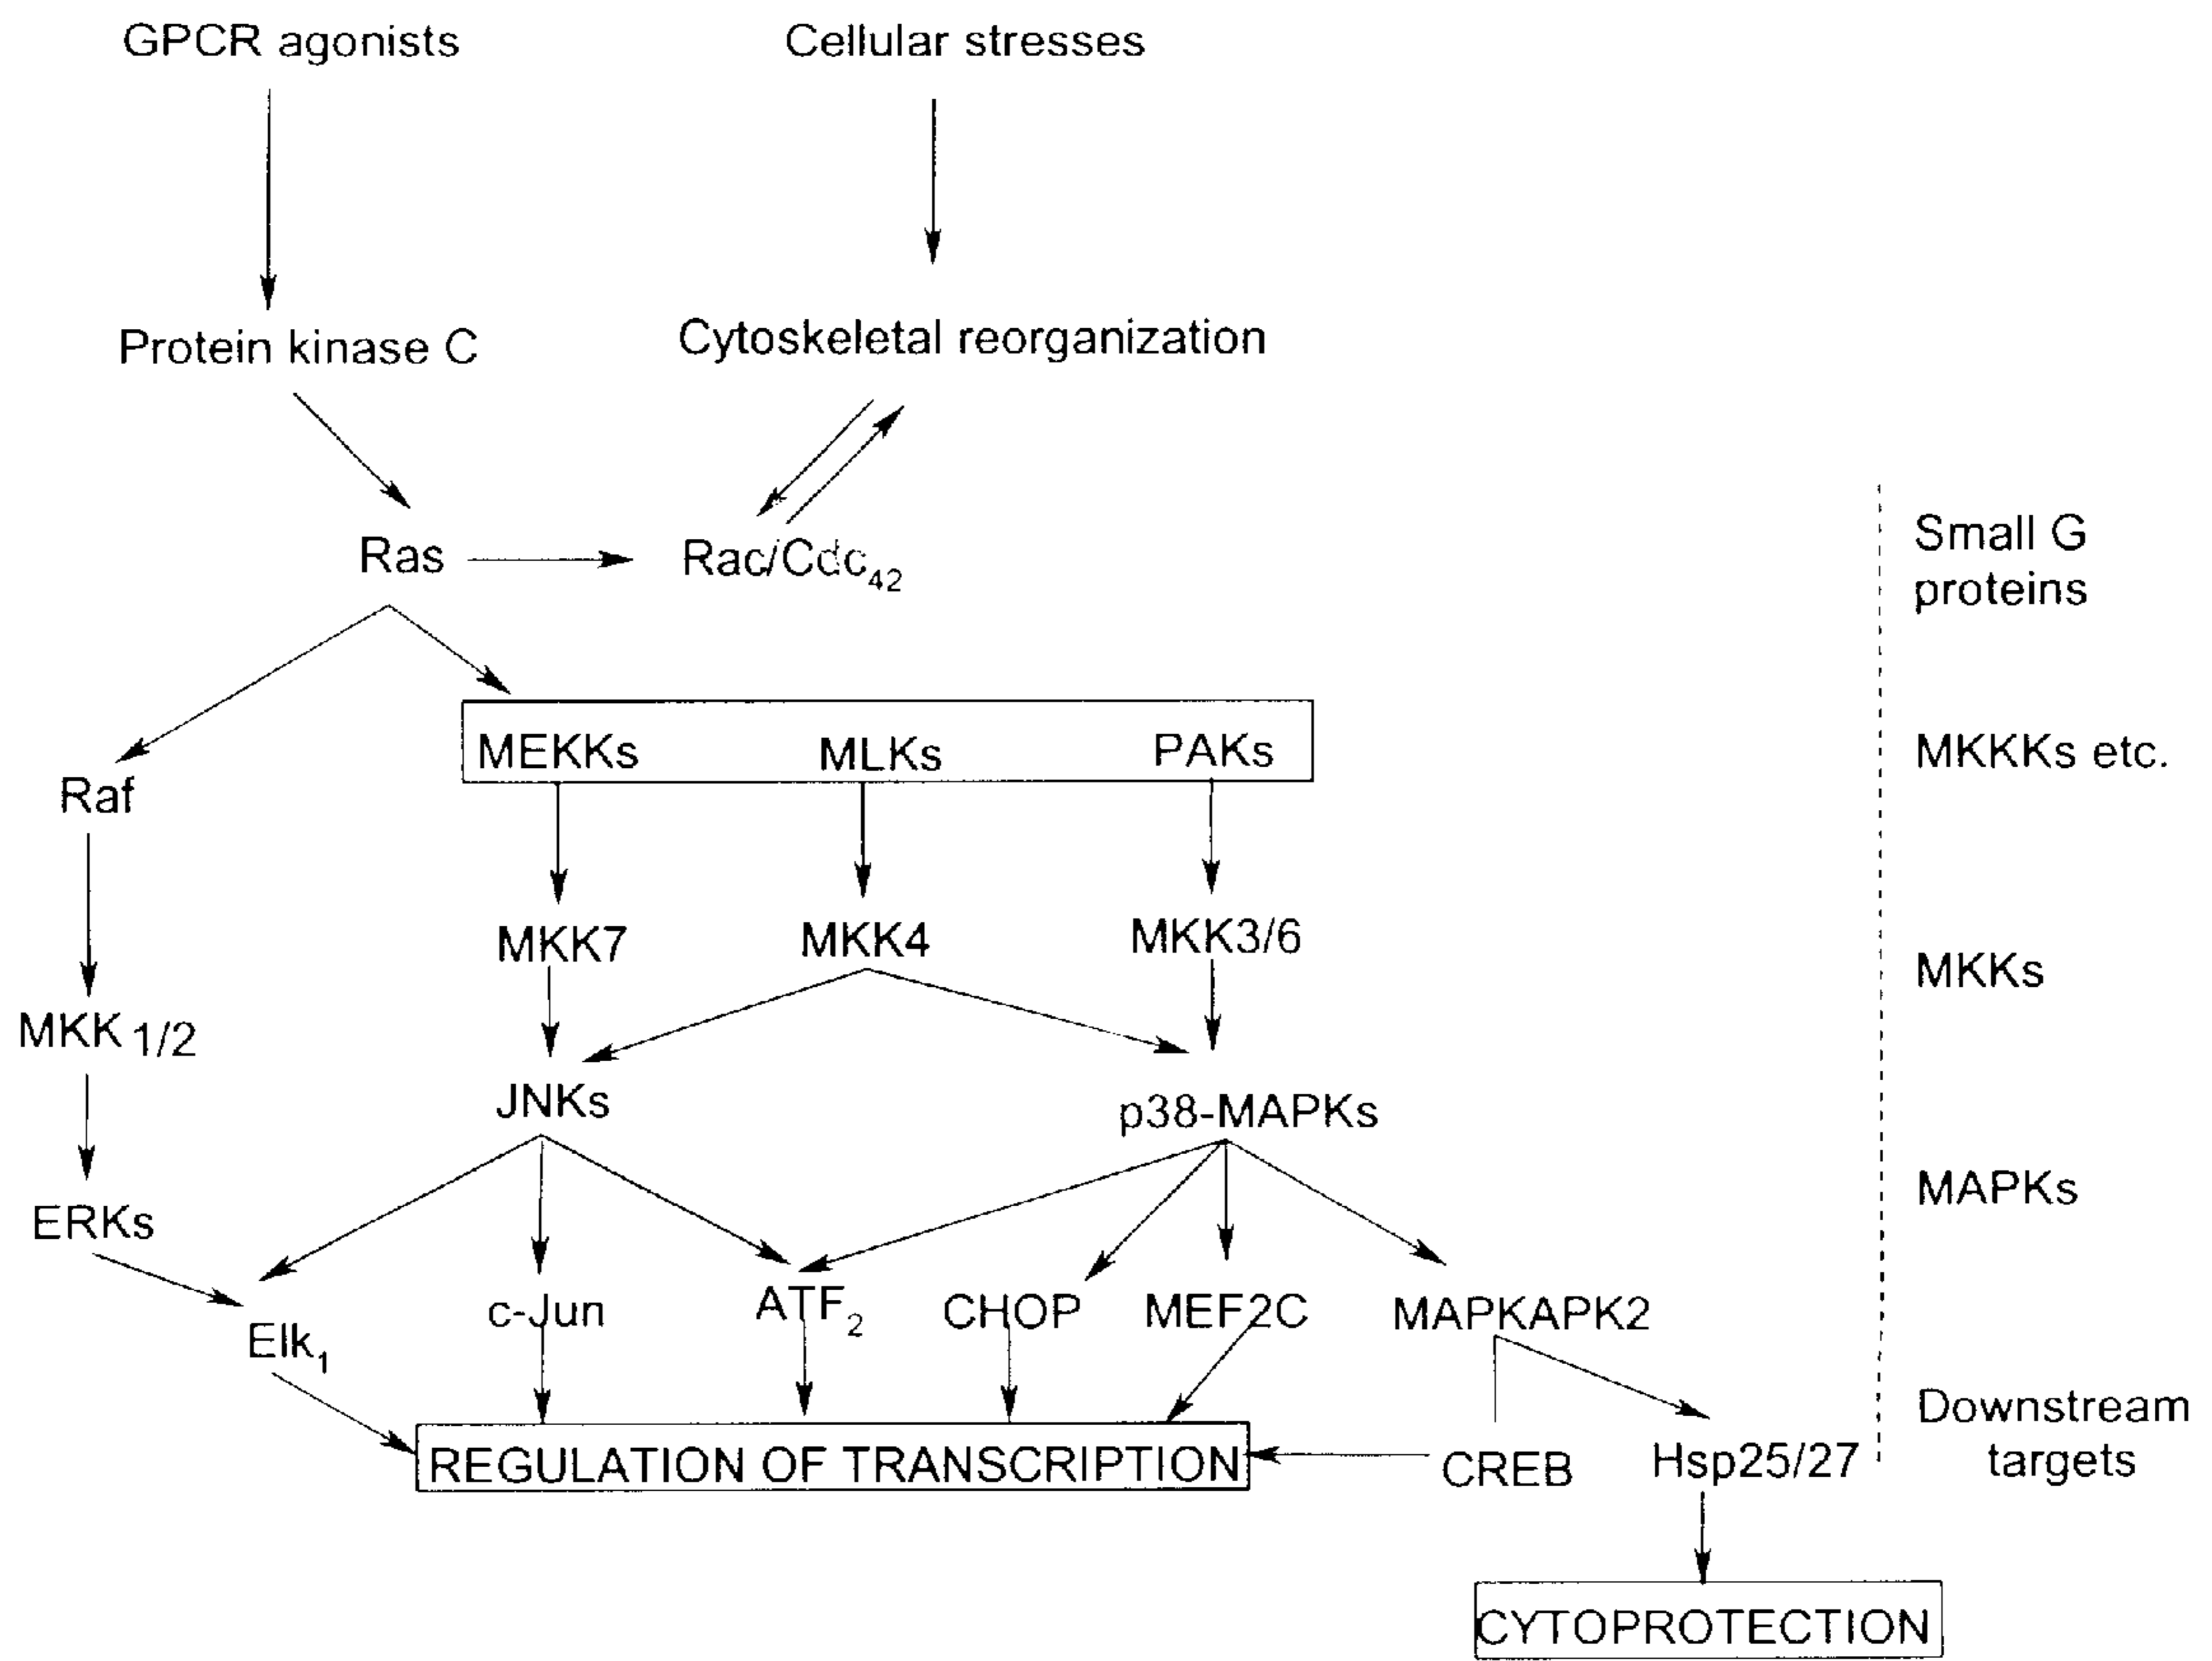 GPCR agonists
Cellular stresses
Protein kinase C
Cytoskeletal reorganization
Ras
Rac/Cdc42
Small G
proteins
MEKKs
MLKs
PAKs
MKKKs etc.
Raf
MKK7
MKK4
MKK3/6
MKKs
MKK 1/2
JNKs
p38-MAPKs
MAPKs
ERKs
c-Jun
ATF2
CHOP
MEF2C
MAPKAPK2
Elk1
Downstream
targets
REGULATION OF TRANSCRIPTION
CREB
Hsp25/27
CYTOPROTECTION